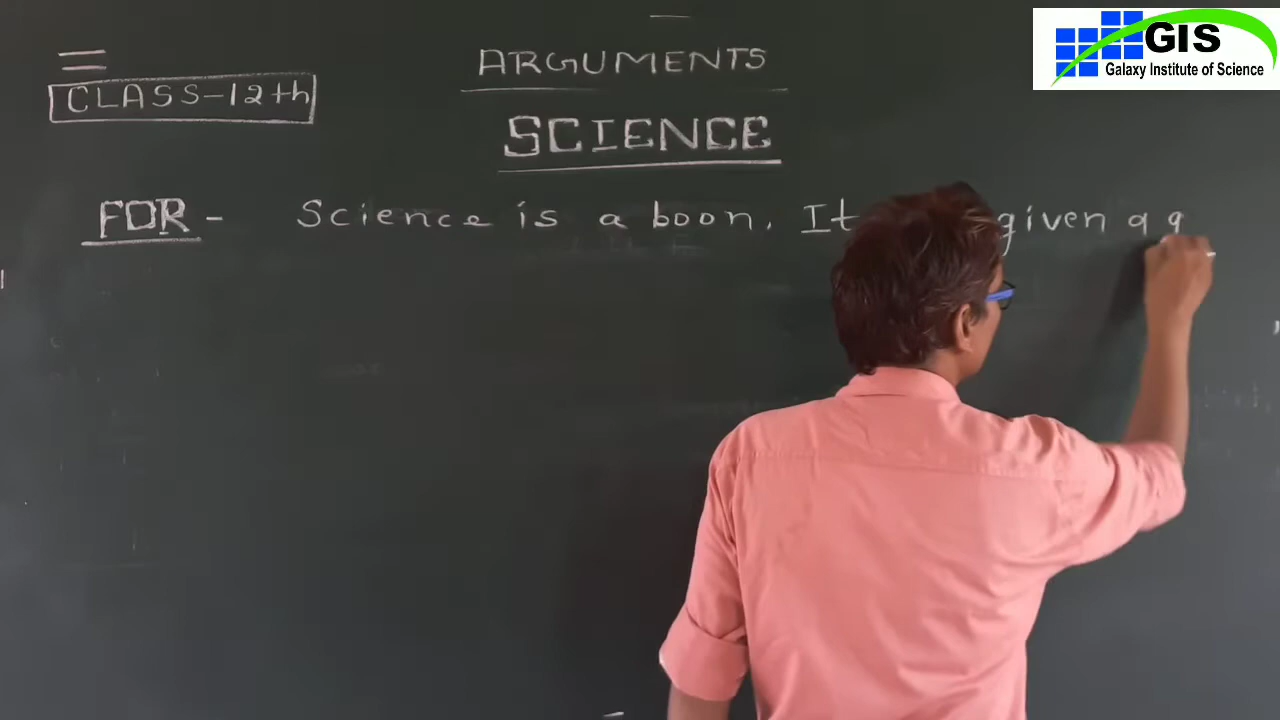 GIS
Galaxy Institute of Science
ARGUMENTS
CLASS-12th
SCIENCE
FOR - Science is a boon. It given a g